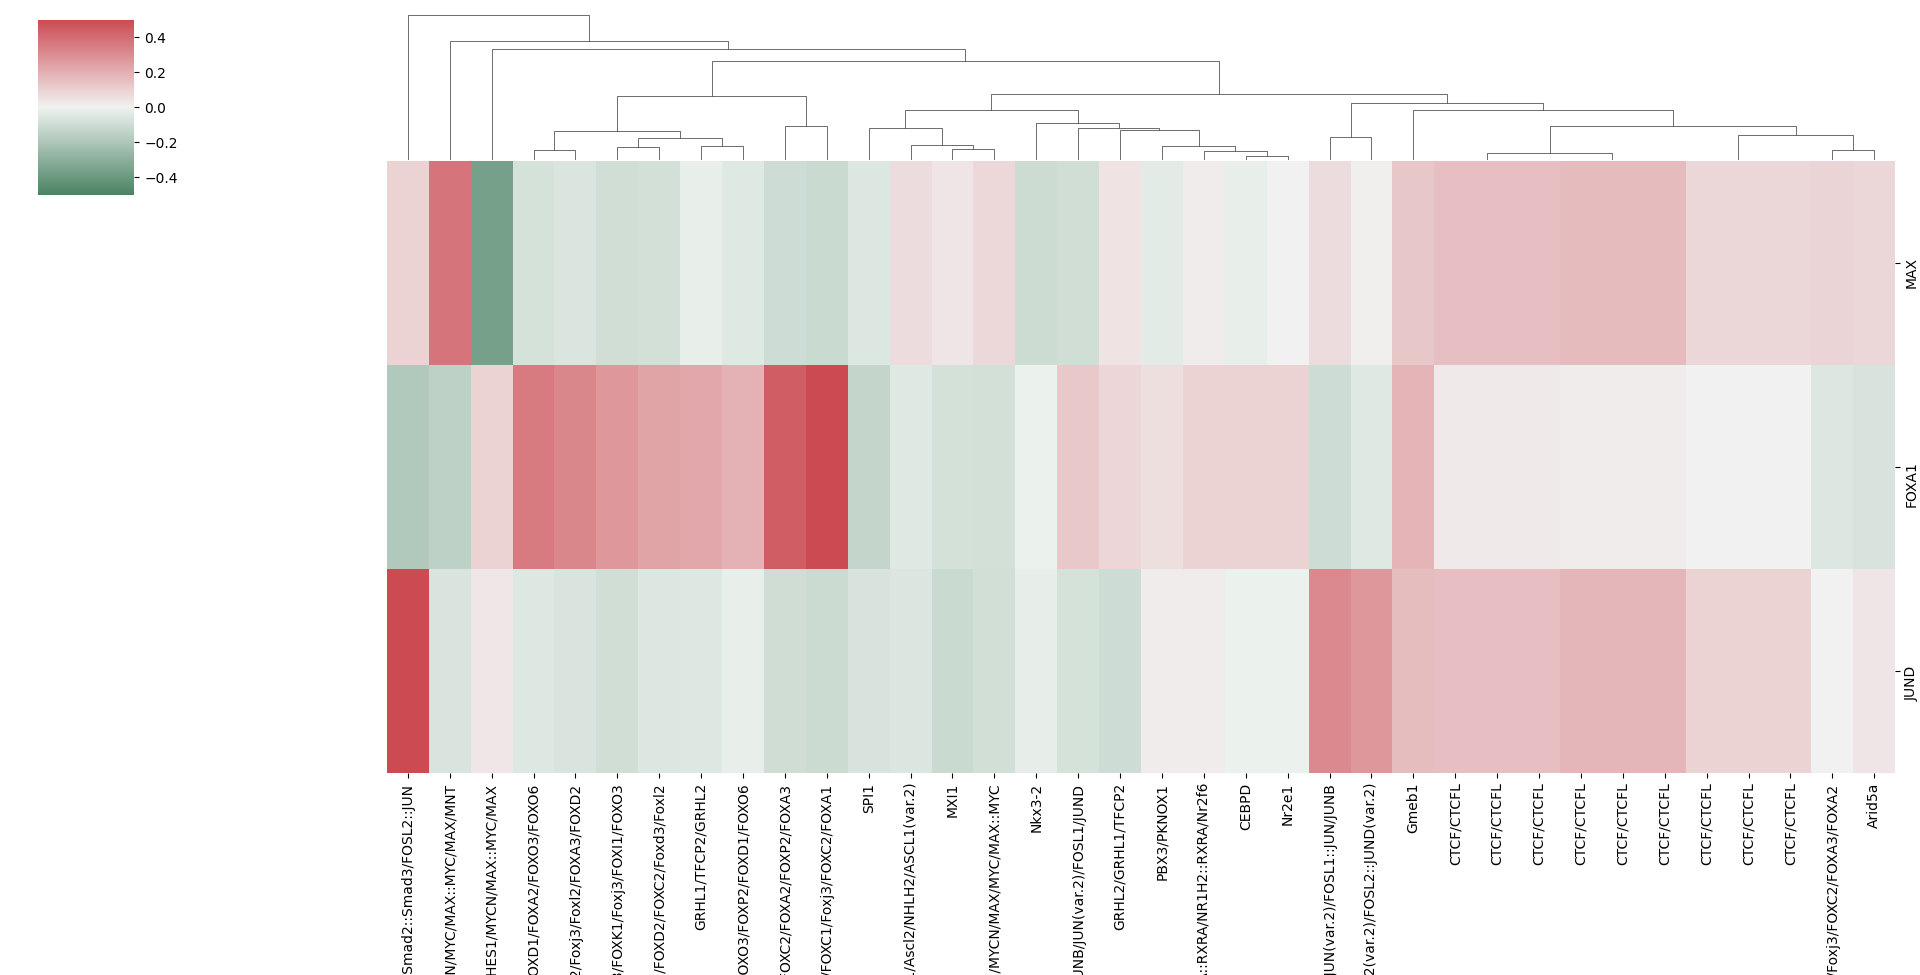 0.4
0.2
0.0
−0.2
−0.4
MAX
FOXA1
JUND
Smad2::Smad3/FOSL2::JUN
N/MYC/MAX::MYC/MAX/MNT
HES1/MYCN/MAX::MYC/MAX
OXD1/FOXA2/FOXO3/FOXO6
2/Foxj3/Foxl2/FOXA3/FOXD2
/FOXK1/Foxj3/FOXI1/FOXO3
/FOXD2/FOXC2/Foxd3/Foxl2
GRHL1/TFCP2/GRHL2
OXO3/FOXP2/FOXD1/FOXO6
FOXC2/FOXA2/FOXP2/FOXA3
/FOXC1/Foxj3/FOXC2/FOXA1
SPI1
/Ascl2/NHLH2/ASCL1(var.2)
MXI1
/MYCN/MAX/MYC/MAX::MYC
Nkx3-2
UNB/JUN(var.2)/FOSL1/JUND
GRHL2/GRHL1/TFCP2
PBX3/PKNOX1
::RXRA/NR1H2::RXRA/Nr2f6
CEBPD
Nr2e1
JUN(var.2)/FOSL1::JUN/JUNB
2(var.2)/FOSL2::JUND(var.2)
Gmeb1
CTCF/CTCFL
CTCF/CTCFL
CTCF/CTCFL
CTCF/CTCFL
CTCF/CTCFL
CTCF/CTCFL
CTCF/CTCFL
CTCF/CTCFL
CTCF/CTCFL
/Foxj3/FOXC2/FOXA3/FOXA2
Arid5a